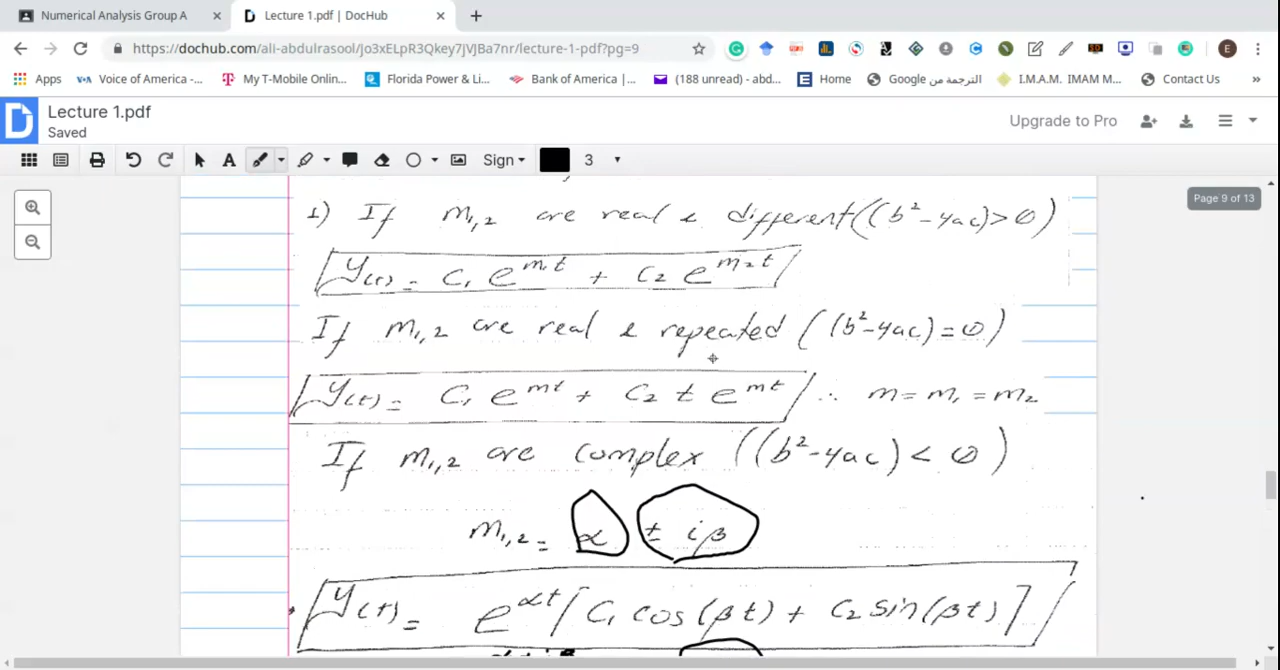 Numerical Analysis Group A
Lecture 1.pdf | DocHub
https://dochub.com/ali-abdulrasool/jo3xELpR3Qkey7jVJBa7nr/lecture-1-pdf?pg=9
E
Apps
Voice of America -...
My T-Mobile Onlin...
Florida Power & Li...
Bank of America |...
(188 unread) - abd...
Home
الترجمة من Google
I.M.A.M. IMAM M...
Contact Us
»
Lecture 1.pdf
Saved
Upgrade to Pro
A
Sign
3
Page 9 of 13
1) If m1,2 are real & different ((b²-4ac)>0)
y(t) = C1 e^m1t + C2 e^m2t
If m1,2 are real & repeated ((b²-4ac)=0)
y(t) = C1 e^mt + C2 t e^mt ∴ m = m1 = m2
If m1,2 are complex ((b²-4ac)<0)
m1,2 = α ± iβ
y(t) = e^αt [C1 cos(βt) + C2 sin(βt)]